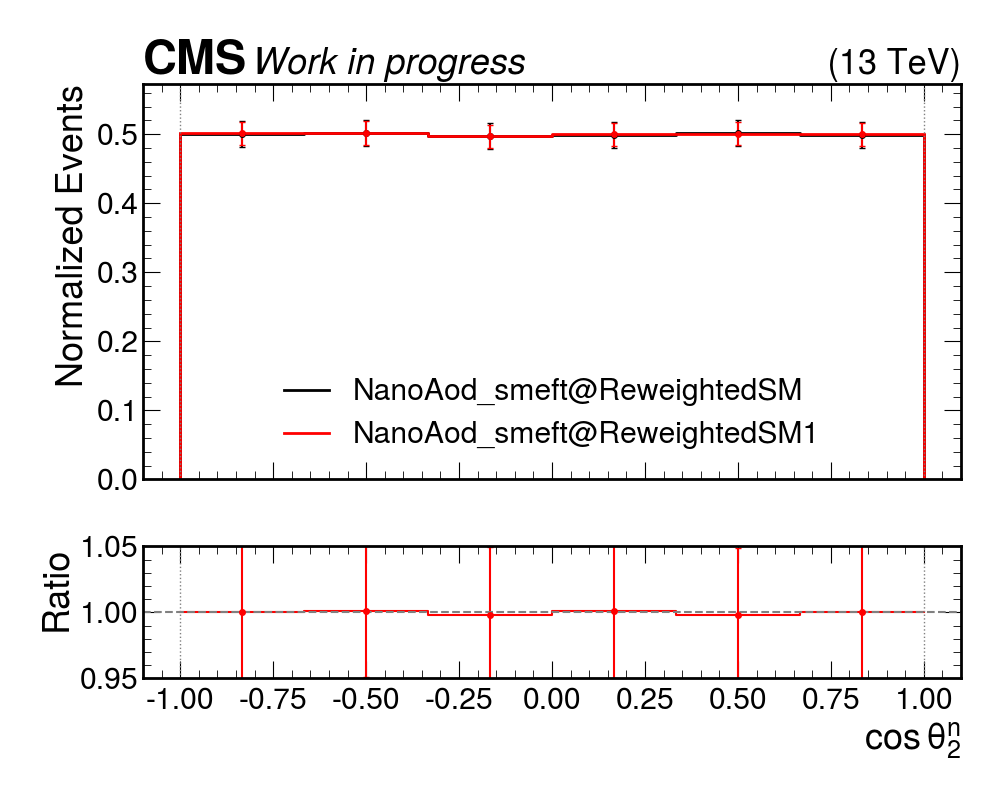 CMS Work in progress (13 TeV)
Normalized Events
0.5
0.4
0.3
0.2
0.1
0.0
NanoAod_smeft@ReweightedSM
NanoAod_smeft@ReweightedSM1
Ratio
1.05
1.00
0.95
-1.00 -0.75 -0.50 -0.25 0.00 0.25 0.50 0.75 1.00
cos θ₂ⁿ